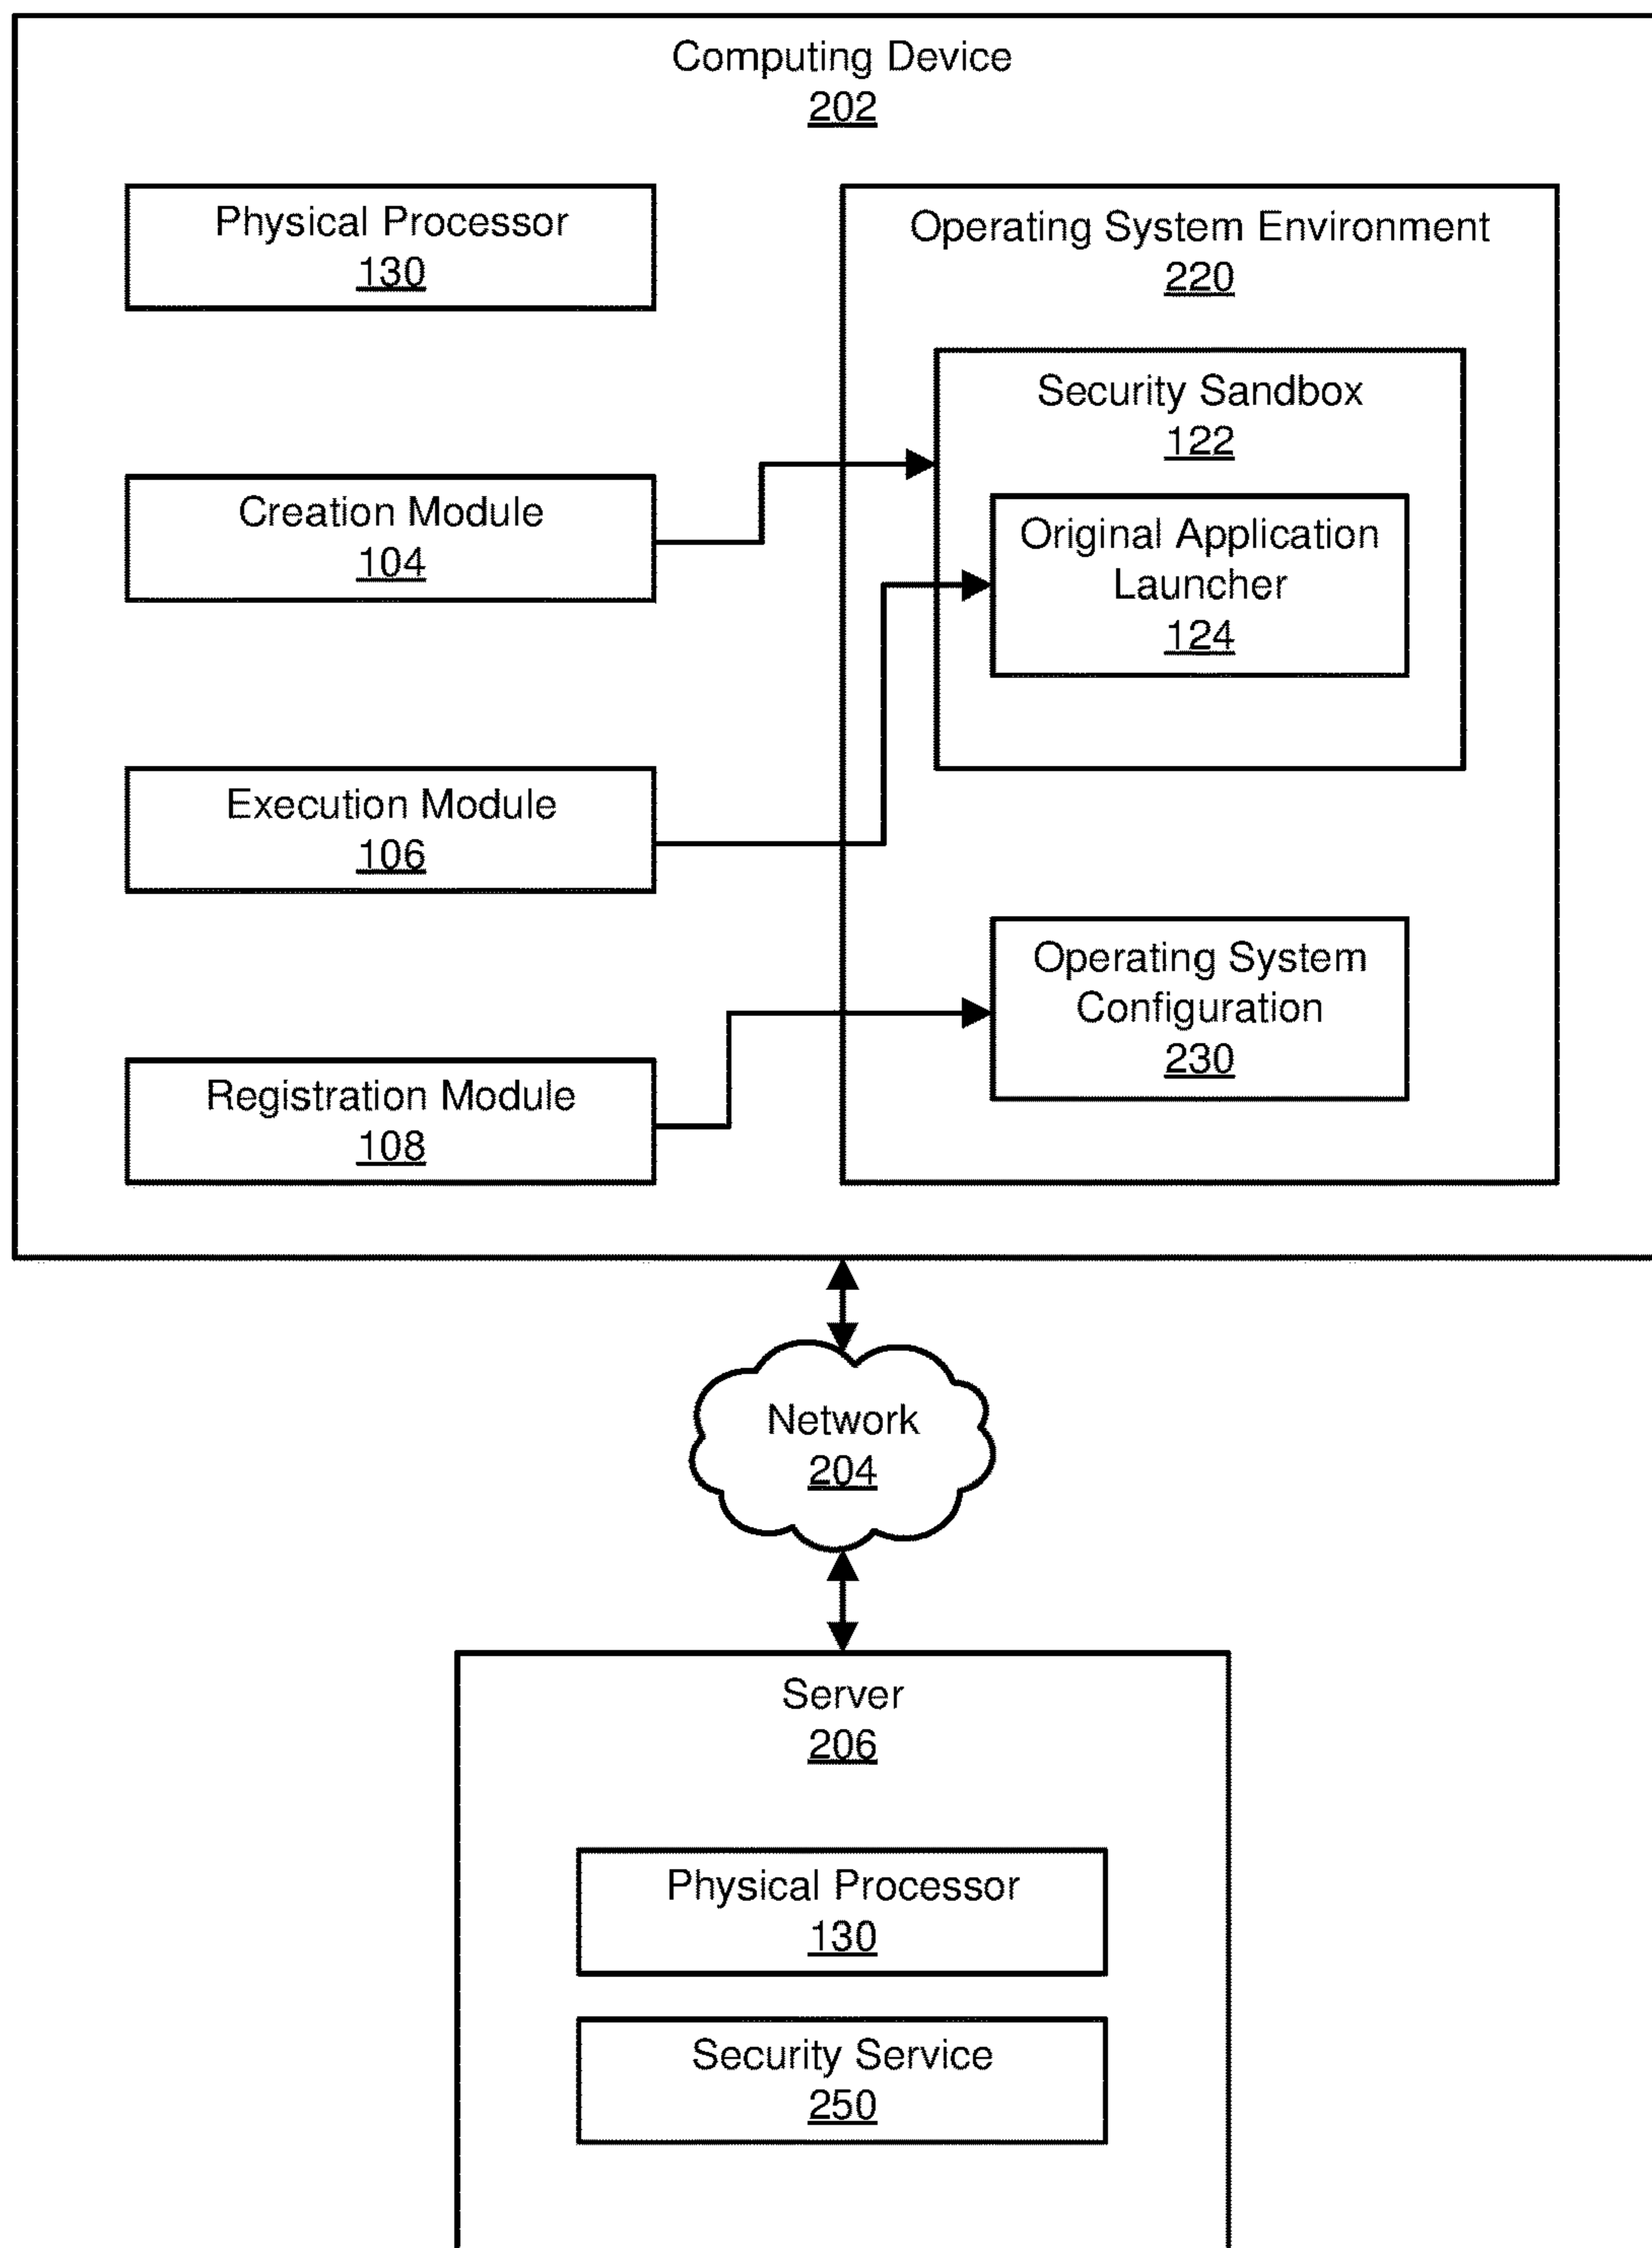 Computing Device
202
Physical Processor
130
Operating System Environment
220
Security Sandbox
122
Creation Module
104
Original Application
Launcher
124
Execution Module
106
Operating System
Configuration
230
Registration Module
108
Network
204
Server
206
Physical Processor
130
Security Service
250